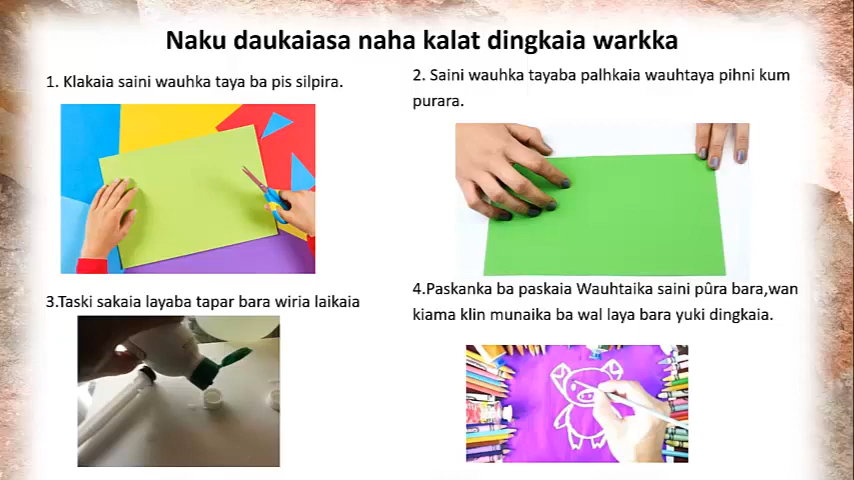 Naku daukaiasa naha kalat dingkaia warkka
1. Klakaia saini wauhka taya ba pis silpira.
2. Saini wauhka tayaba palhkaia wauhtaya pihni kum
purara.
3.Taski sakaia layaba tapar bara wiria laikaia
4.Paskanka ba paskaia Wauhtaika saini pûra bara,wan
kiama klin munaika ba wal laya bara yuki dingkaia.